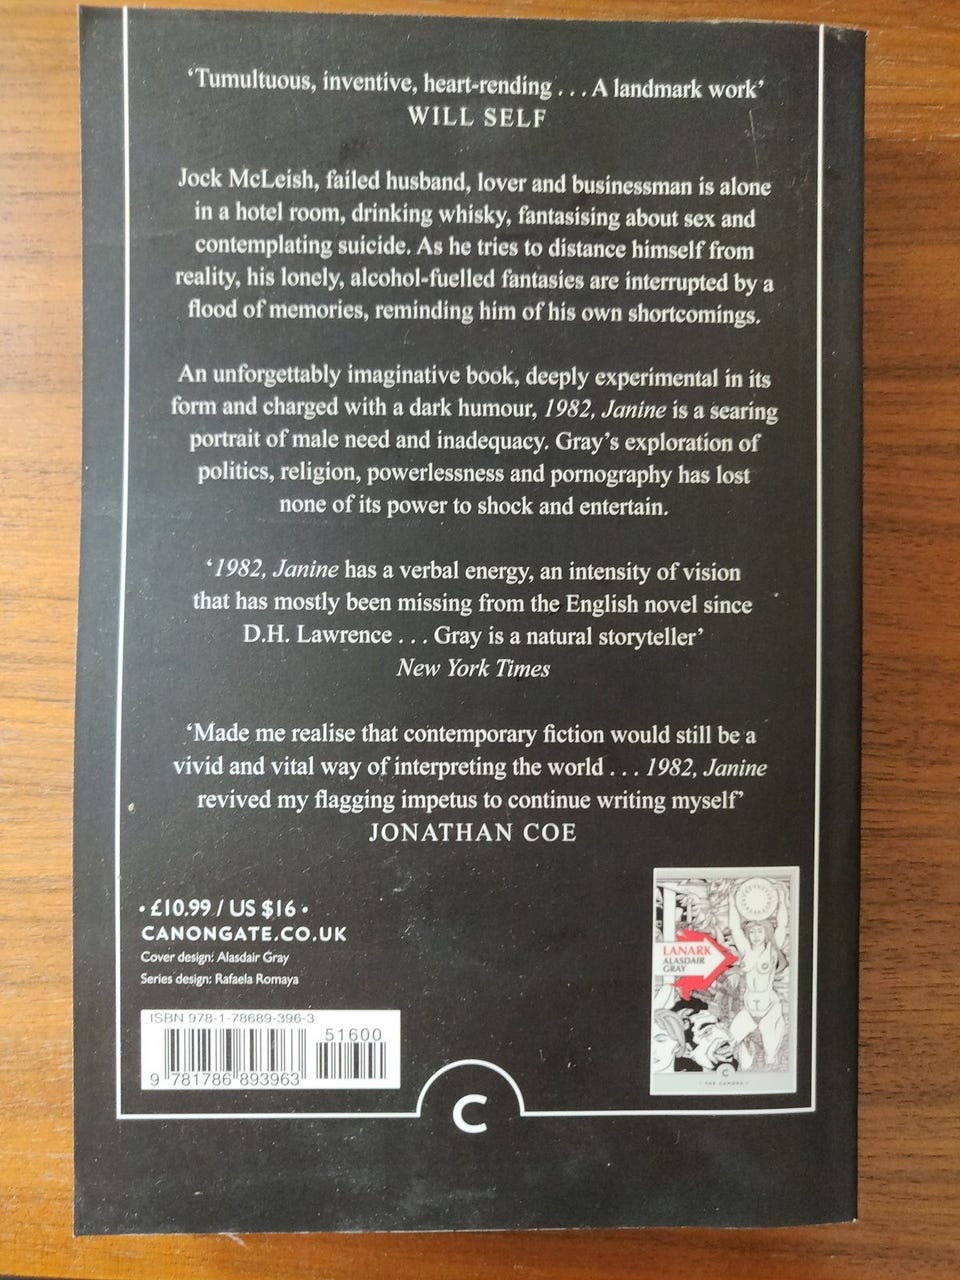 ‘Tumultuous, inventive, heart-rending . . . A landmark work’
WILL SELF
Jock McLeish, failed husband, lover and businessman is alone
in a hotel room, drinking whisky, fantasising about sex and
contemplating suicide. As he tries to distance himself from
reality, his lonely, alcohol-fuelled fantasies are interrupted by a
flood of memories, reminding him of his own shortcomings.
An unforgettably imaginative book, deeply experimental in its
form and charged with a dark humour, 1982, Janine is a searing
portrait of male need and inadequacy. Gray’s exploration of
politics, religion, powerlessness and pornography has lost
none of its power to shock and entertain.
‘1982, Janine has a verbal energy, an intensity of vision
that has mostly been missing from the English novel since
D.H. Lawrence . . . Gray is a natural storyteller’
New York Times
‘Made me realise that contemporary fiction would still be a
vivid and vital way of interpreting the world . . . 1982, Janine
revived my flagging impetus to continue writing myself’
JONATHAN COE
• £10.99 / US $16 •
CANONGATE.CO.UK
Cover design: Alasdair Gray
Series design: Rafaela Romaya
ISBN 978-1-78689-396-3
51600
9 781786 893963
LANARK
ALASDAIR
GRAY
C
• THE CANONS •
C